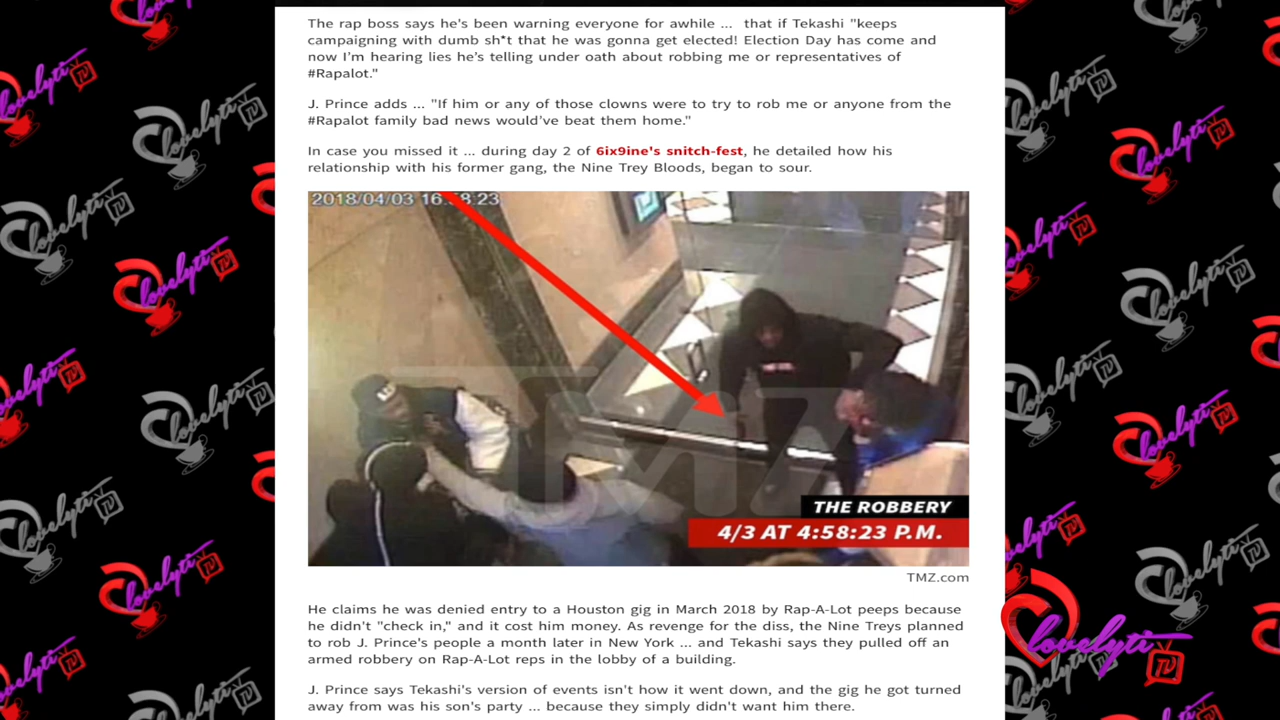 The rap boss says he's been warning everyone for awhile ... that if Tekashi "keeps
campaigning with dumb sh*t that he was gonna get elected! Election Day has come and
now I'm hearing lies he's telling under oath about robbing me or representatives of
#Rapalot."
J. Prince adds ... "If him or any of those clowns were to try to rob me or anyone from the
#Rapalot family bad news would've beat them home."
In case you missed it ... during day 2 of 6ix9ine's snitch-fest, he detailed how his
relationship with his former gang, the Nine Trey Bloods, began to sour.
2018/04/03 16:58:23
TMZ
THE ROBBERY
4/3 AT 4:58:23 P.M.
TMZ.com
He claims he was denied entry to a Houston gig in March 2018 by Rap-A-Lot peeps because
he didn't "check in," and it cost him money. As revenge for the diss, the Nine Treys planned
to rob J. Prince's people a month later in New York ... and Tekashi says they pulled off an
armed robbery on Rap-A-Lot reps in the lobby of a building.
J. Prince says Tekashi's version of events isn't how it went down, and the gig he got turned
away from was his son's party ... because they simply didn't want him there.
lovelyti TV